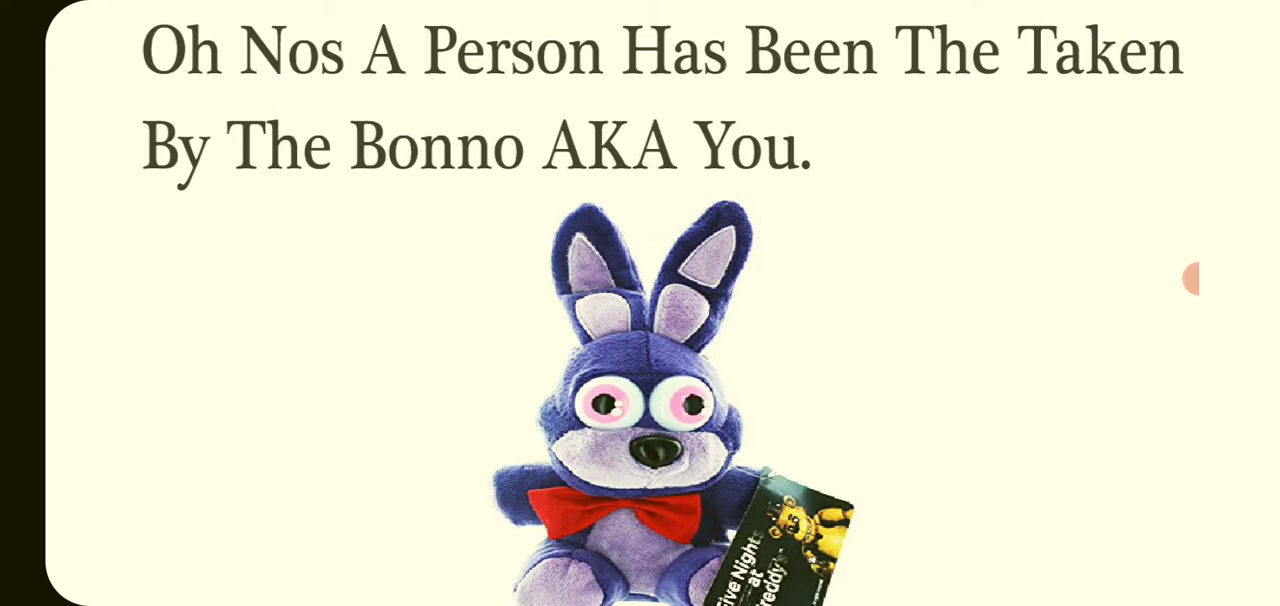 Oh Nos A Person Has Been The Taken
By The Bonno AKA You.
Five Nights
at
Freddy's